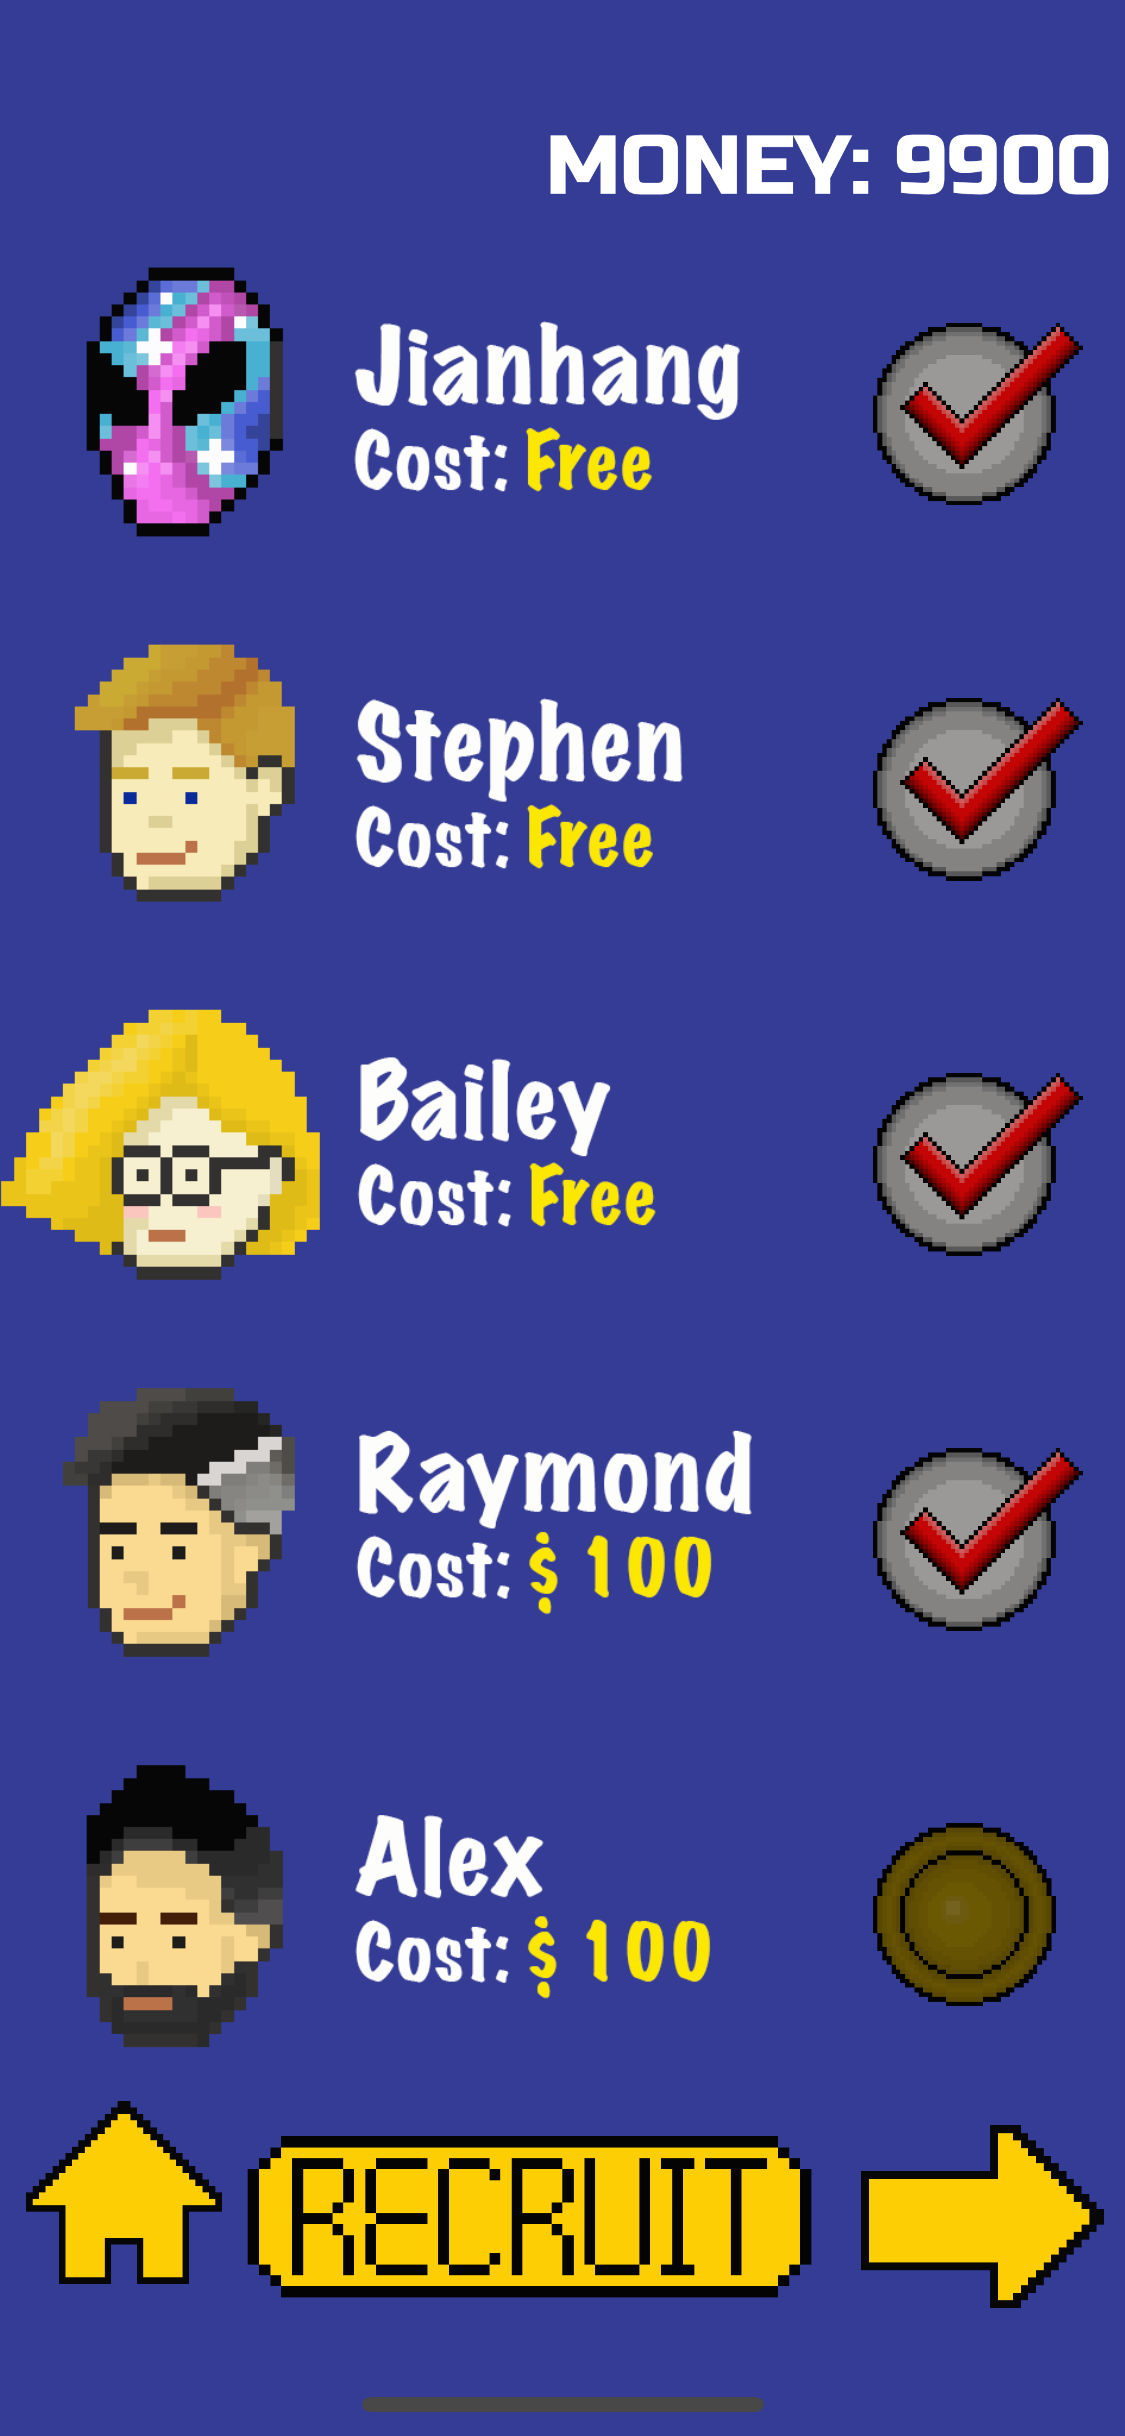 MONEY: 9900
Jianhang
Cost: Free
Stephen
Cost: Free
Bailey
Cost: Free
Raymond
Cost: $ 100
Alex
Cost: $ 100
RECRUIT